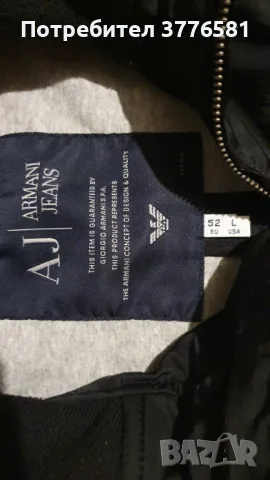 Потребител 3776581
AJ | ARMANI
JEANS
THIS ITEM IS GUARANTEED BY
GIORGIO ARMANI S.P.A.
THIS PRODUCT REPRESENTS
THE ARMANI CONCEPT OF DESIGN & QUALITY
52 L
EU USA
BAZAR